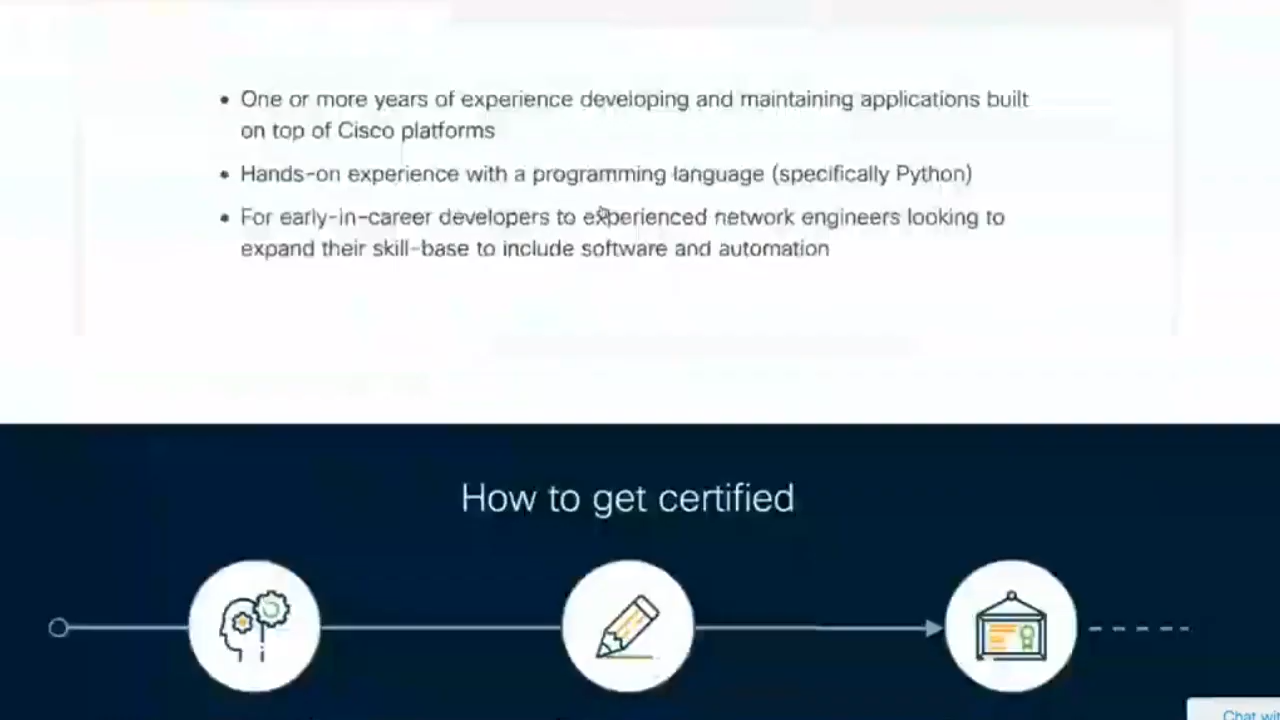 • One or more years of experience developing and maintaining applications built
on top of Cisco platforms
• Hands-on experience with a programming language (specifically Python)
• For early-in-career developers to experienced network engineers looking to
expand their skill-base to include software and automation
How to get certified
Chat